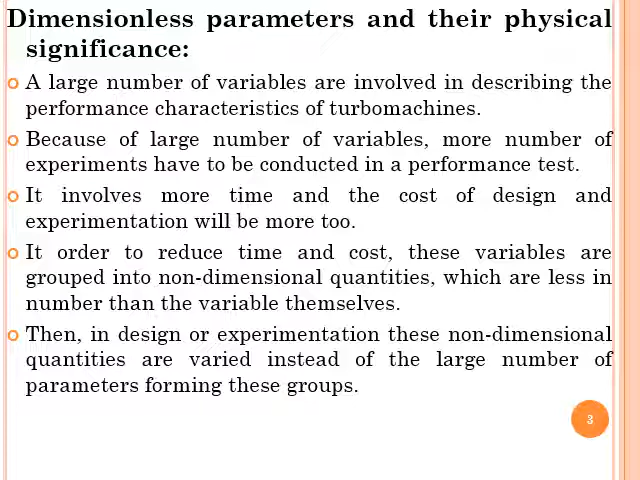 Dimensionless parameters and their physical
significance:
A large number of variables are involved in describing the
performance characteristics of turbomachines.
Because of large number of variables, more number of
experiments have to be conducted in a performance test.
It involves more time and the cost of design and
experimentation will be more too.
It order to reduce time and cost, these variables are
grouped into non-dimensional quantities, which are less in
number than the variable themselves.
Then, in design or experimentation these non-dimensional
quantities are varied instead of the large number of
parameters forming these groups.
3